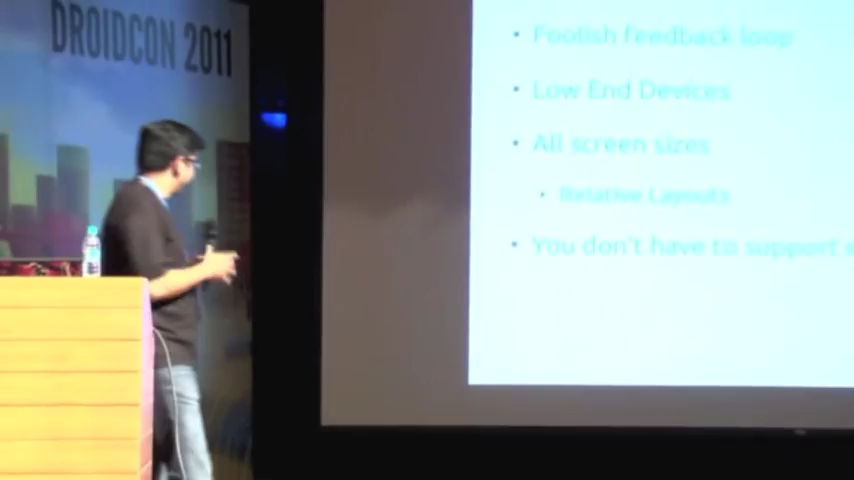 DROIDCON 2011
• Foolish feedback loop
• Low End Devices
• All screen sizes
• Relative Layouts
• You don't have to support